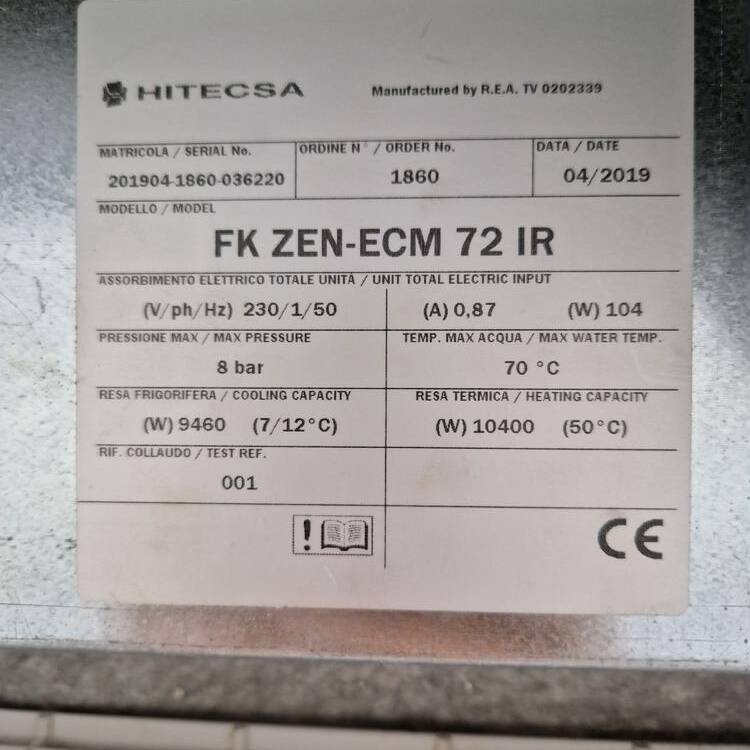 HITECSA
Manufactured by R.E.A. TV 0202339
MATRICOLA / SERIAL No.
ORDINE N° / ORDER No.
DATA / DATE
201904-1860-036220
1860
04/2019
MODELLO / MODEL
FK ZEN-ECM 72 IR
ASSORBIMENTO ELETTRICO TOTALE UNITÀ / UNIT TOTAL ELECTRIC INPUT
(V/ph/Hz) 230/1/50
(A) 0,87 (W) 104
PRESSIONE MAX / MAX PRESSURE
TEMP. MAX ACQUA / MAX WATER TEMP.
8 bar
70 °C
RESA FRIGORIFERA / COOLING CAPACITY
RESA TERMICA / HEATING CAPACITY
(W) 9460 (7/12°C)
(W) 10400 (50°C)
RIF. COLLAUDO / TEST REF.
001
!
CE